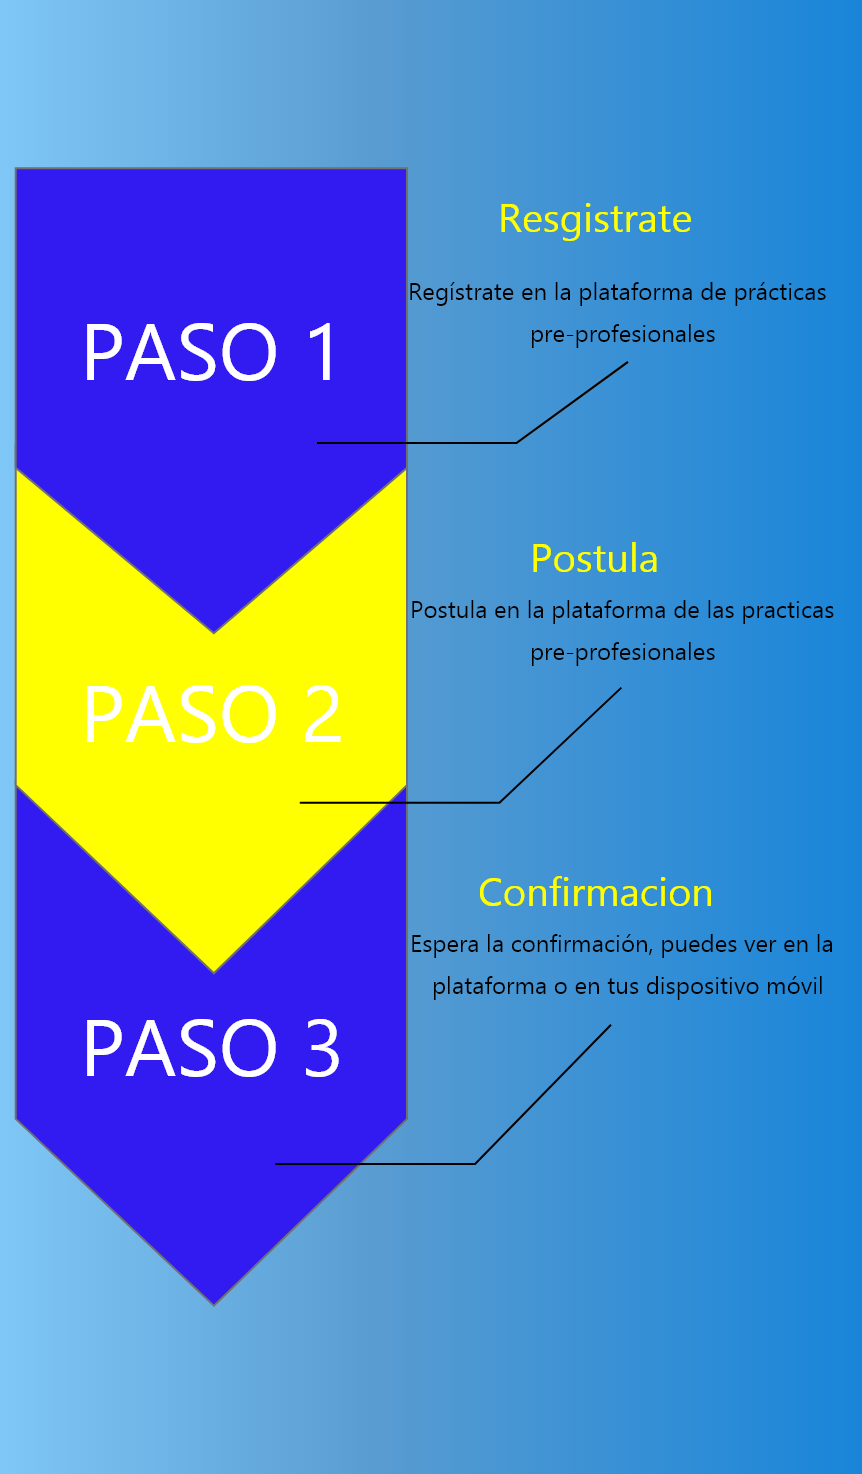 PASO 1
Resgistrate
Regístrate en la plataforma de prácticas
pre-profesionales
PASO 2
Postula
Postula en la plataforma de las practicas
pre-profesionales
PASO 3
Confirmacion
Espera la confirmación, puedes ver en la
plataforma o en tus dispositivo móvil